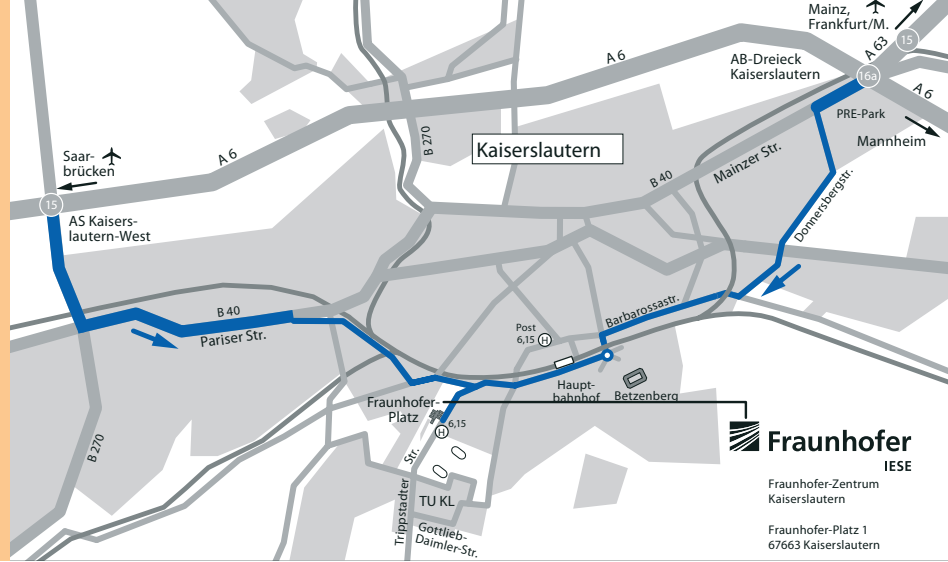 Mainz,
Frankfurt/M.
A 63
15
A 6
AB-Dreieck
Kaiserslautern
16a
A 6
PRE-Park
Mannheim
B 270
Kaiserslautern
Saar-
brücken
A 6
Mainzer Str.
B 40
15
AS Kaisers-
lautern-West
Donnersbergstr.
B 40
Pariser Str.
Barbarossastr.
Post
6,15
H
Haupt-
bahnhof
Betzenberg
Fraunhofer-
Platz
6,15
H
B 270
Trippstadter Str.
TU KL
Gottlieb-
Daimler-Str.
Fraunhofer
IESE
Fraunhofer-Zentrum
Kaiserslautern
Fraunhofer-Platz 1
67663 Kaiserslautern